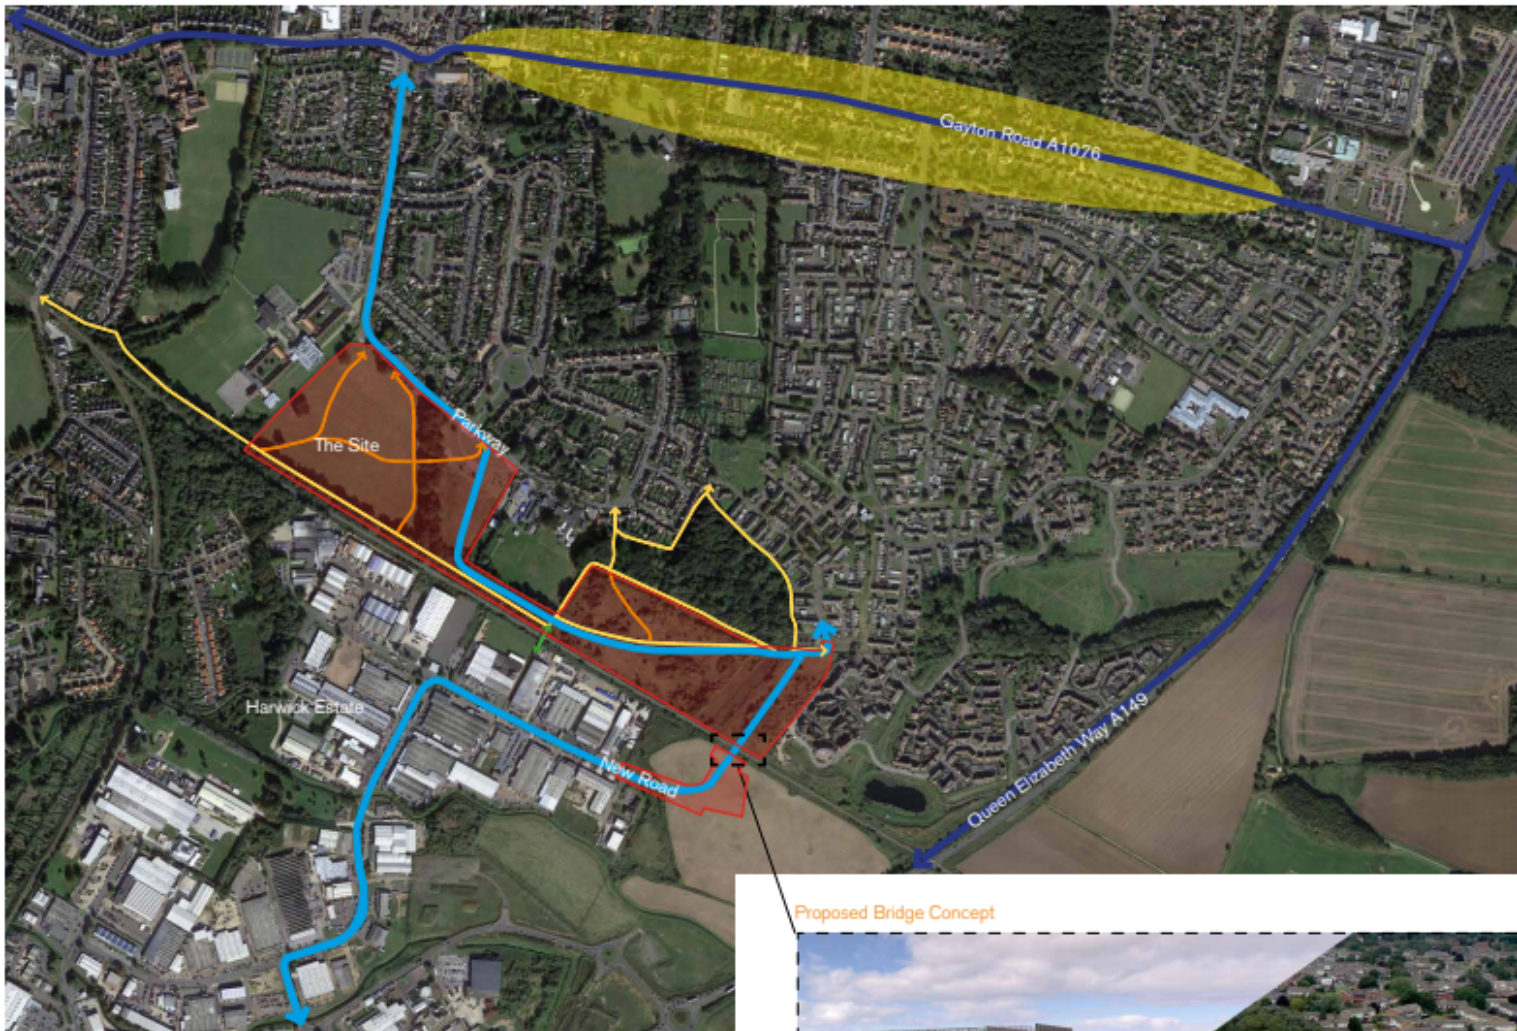 Gayton Road A1076
Parkway
The Site
Harwick Estate
New Road
Queen Elizabeth Way A149
Proposed Bridge Concept